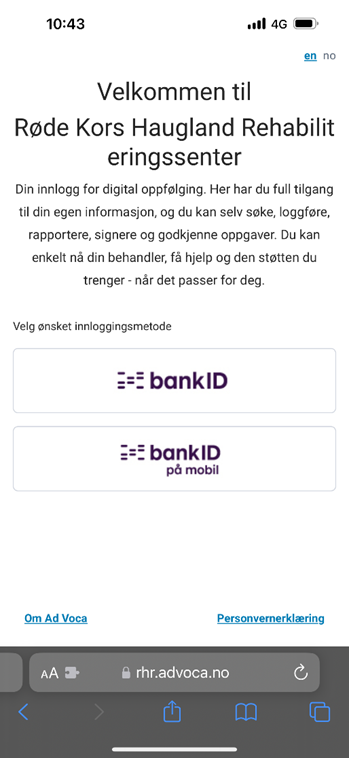 10:43 4G
en no
Velkommen til
Røde Kors Haugland Rehabilit
eringssenter
Din innlogg for digital oppfølging. Her har du full tilgang
til din egen informasjon, og du kan selv søke, loggføre,
rapportere, signere og godkjenne oppgaver. Du kan
enkelt nå din behandler, få hjelp og den støtten du
trenger - når det passer for deg.
Velg ønsket innloggingsmetode
bankID
bankID
på mobil
Om Ad Voca Personvernerklæring
AA rhr.advoca.no